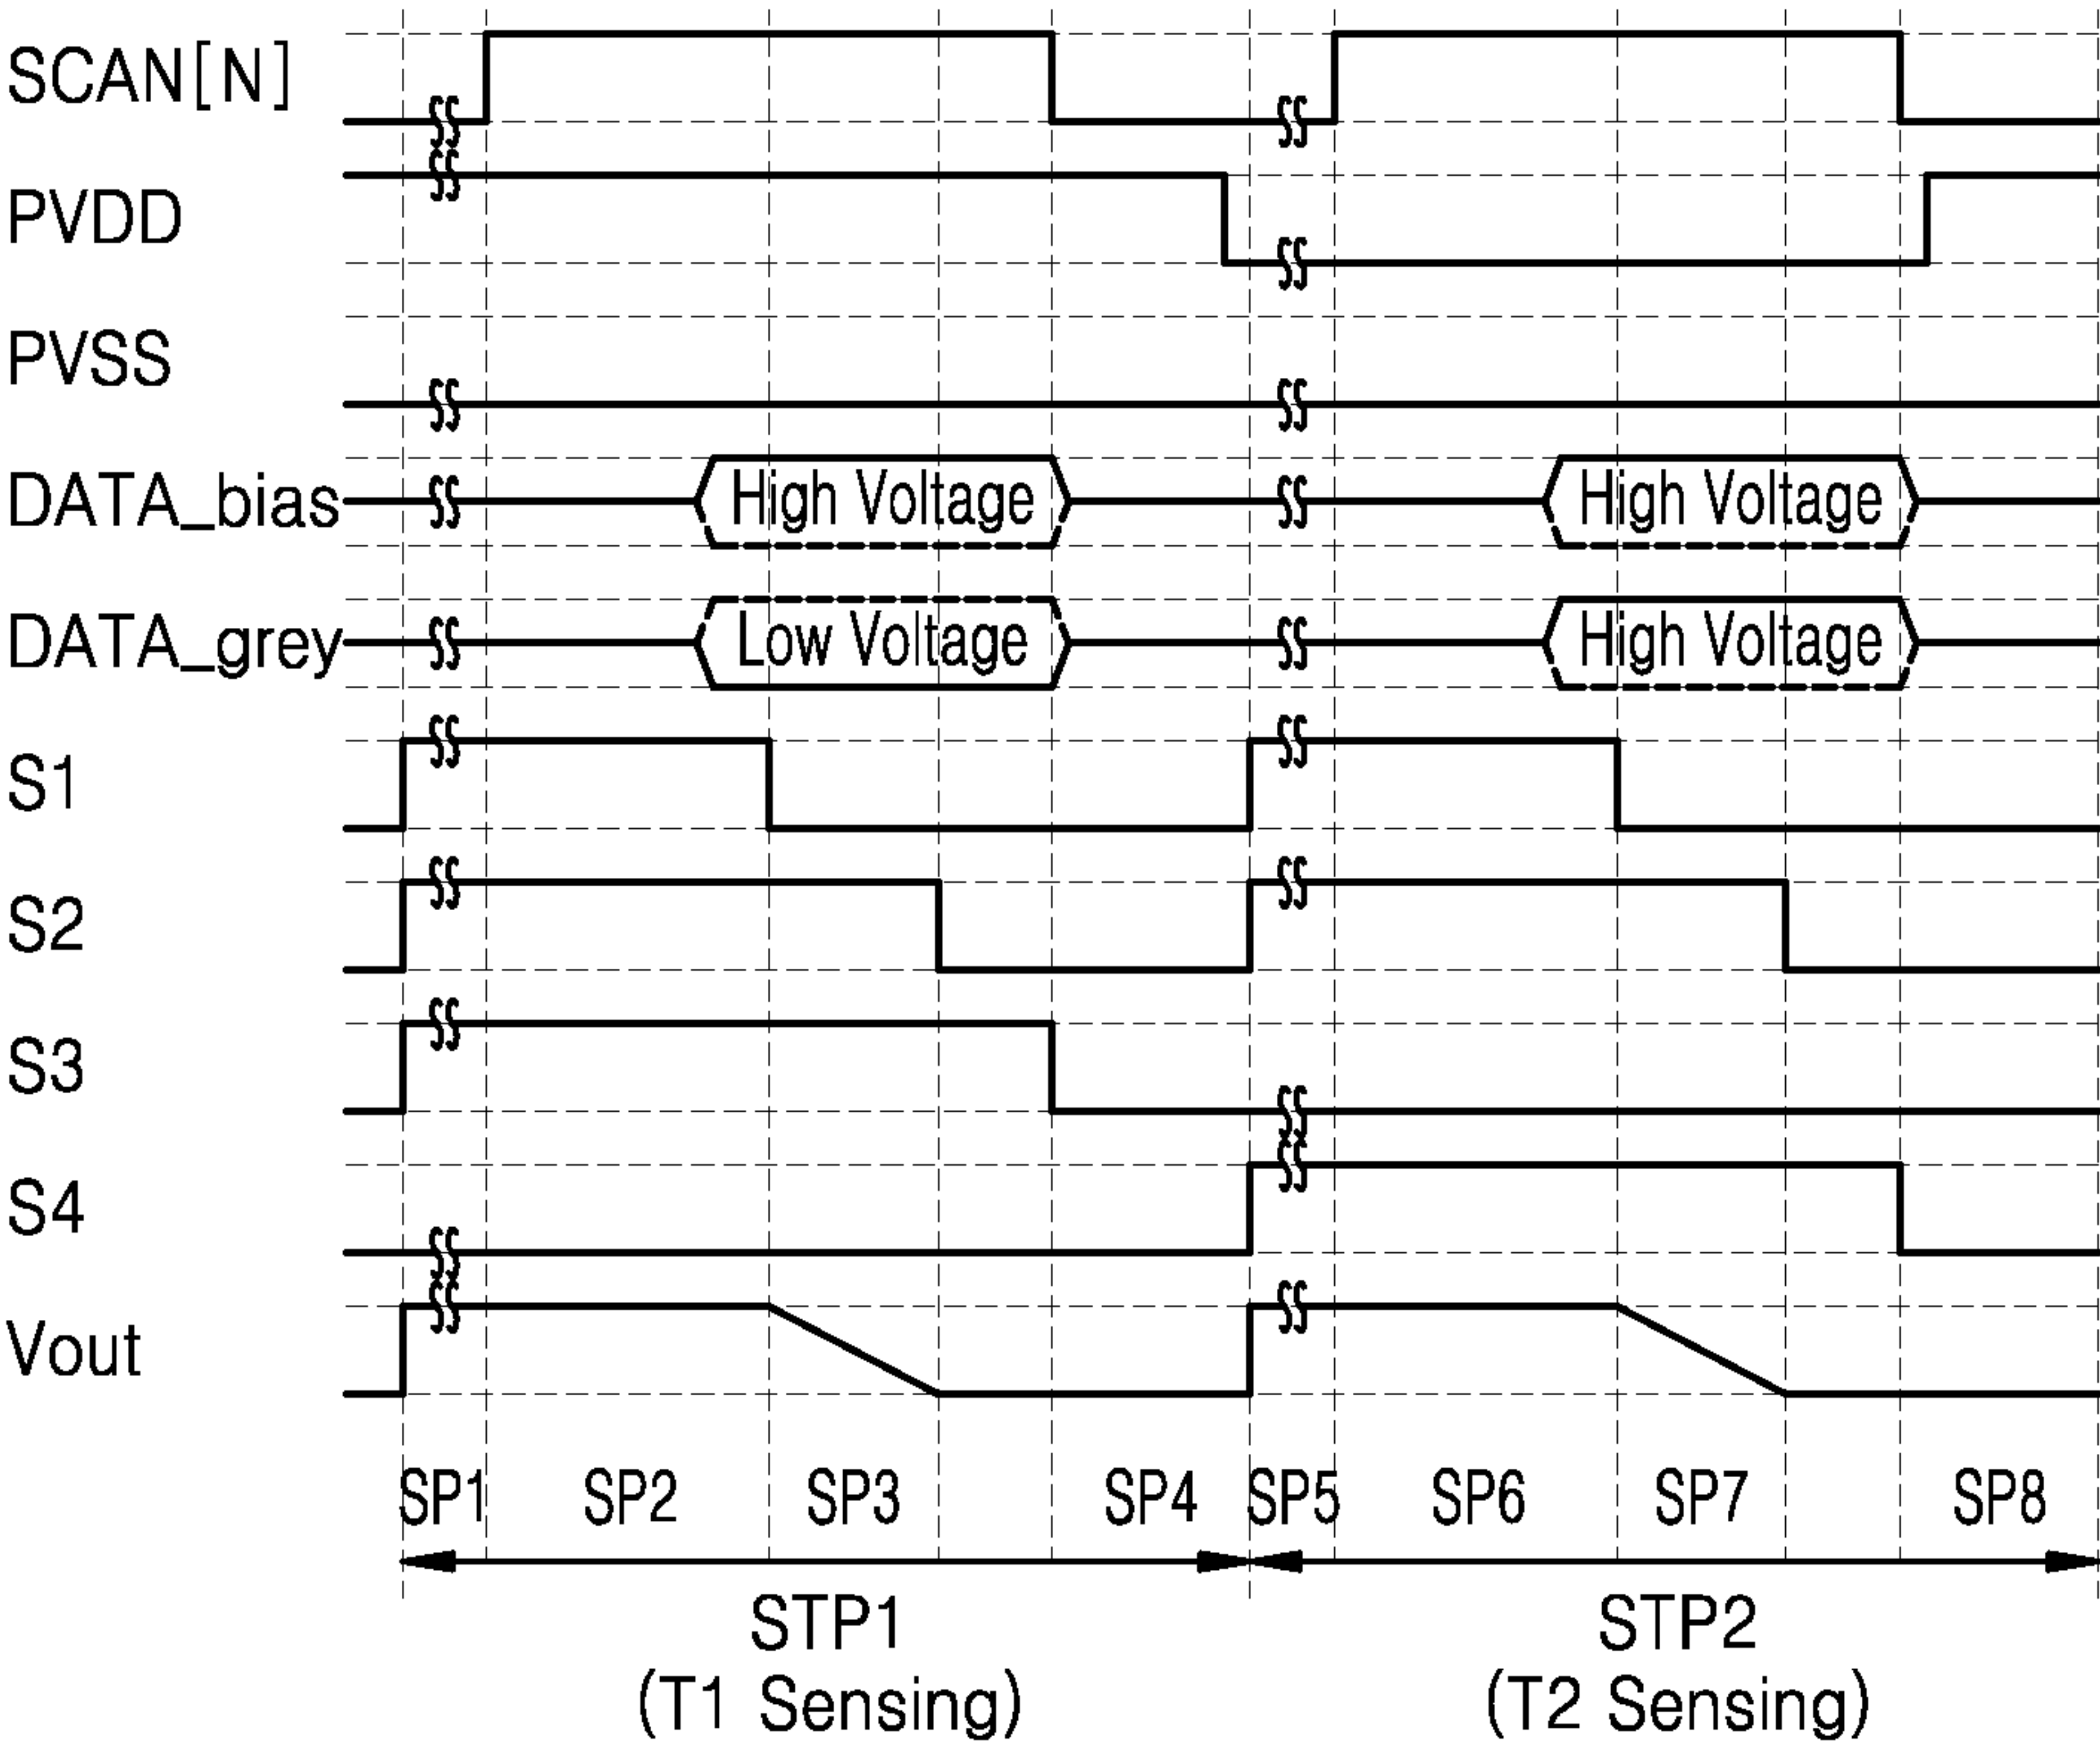 SCAN[N]
PVDD
PVSS
DATA_bias High Voltage High Voltage
DATA_grey Low Voltage High Voltage
S1
S2
S3
S4
Vout
SP1 SP2 SP3 SP4 SP5 SP6 SP7 SP8
STP1 STP2
(T1 Sensing) (T2 Sensing)